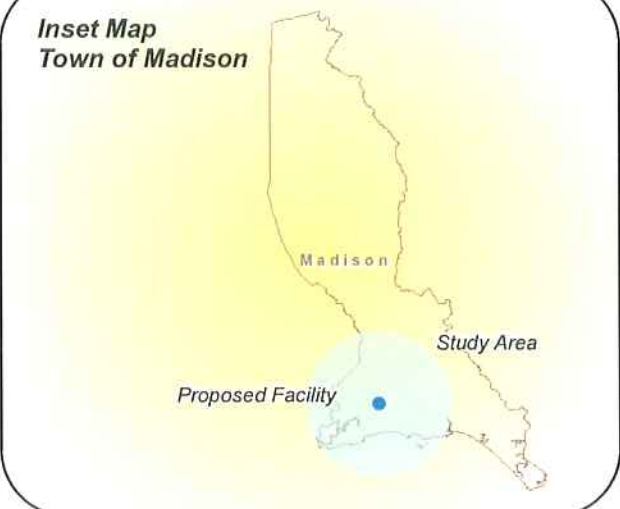 Inset Map
Town of Madison
Madison
Study Area
Proposed Facility